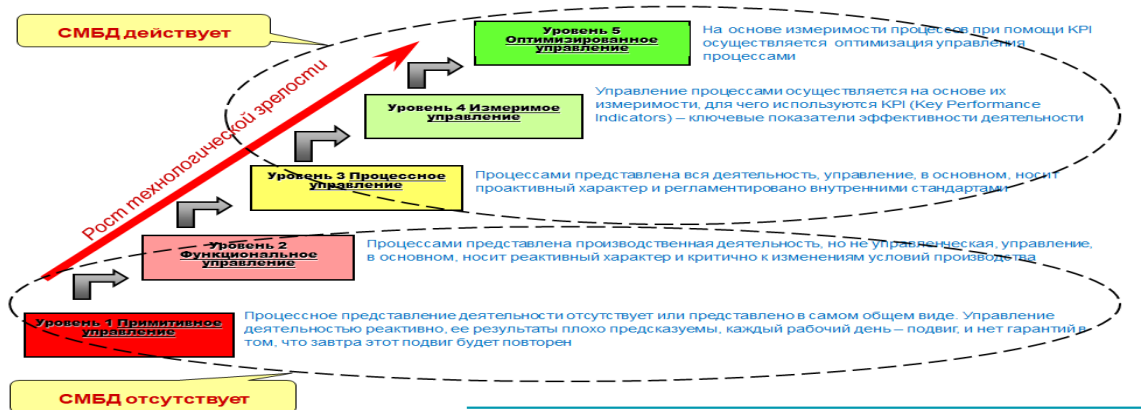 СМБД действует
Уровень 5
Оптимизированное
управление
На основе измеримости процессов при помощи KPI
осуществляется оптимизация управления
процессами
Рост технологической зрелости
Уровень 4 Измеримое
управление
Управление процессами осуществляется на основе их
измеримости, для чего используются KPI (Key Performance
Indicators) – ключевые показатели эффективности деятельности
Уровень 3 Процессное
управление
Процессами представлена вся деятельность, управление, в основном, носит
проактивный характер и регламентировано внутренними стандартами
Уровень 2
Функциональное
управление
Процессами представлена производственная деятельность, но не управленческая, управление,
в основном, носит реактивный характер и критично к изменениям условий производства
Уровень 1 Примитивное
управление
Процессное представление деятельности отсутствует или представлено в самом общем виде. Управление
деятельностью реактивно, ее результаты плохо предсказуемы, каждый рабочий день – подвиг, и нет гарантий в
том, что завтра этот подвиг будет повторен
СМБД отсутствует